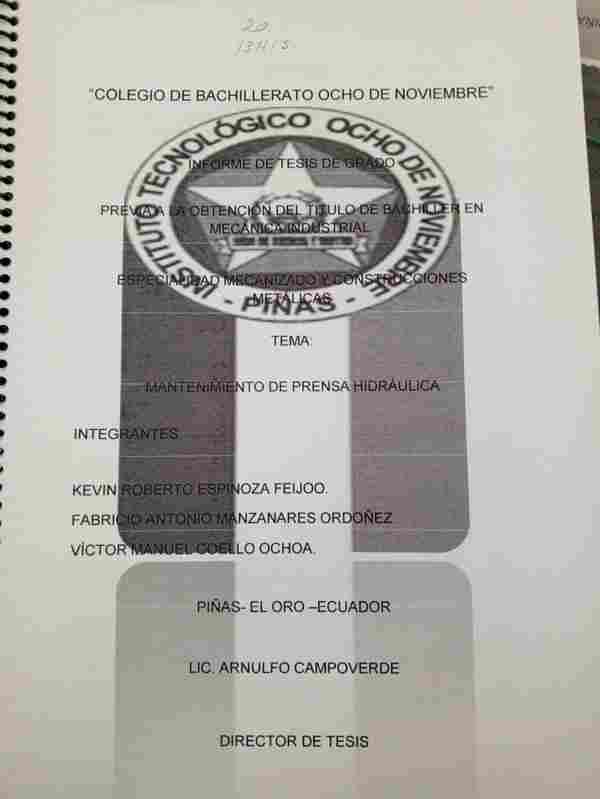 20.
"COLEGIO DE BACHILLERATO OCHO DE NOVIEMBRE"
INSTITUTO TECNOLÓGICO OCHO DE NOVIEMBRE
- PIÑAS -
INFORME DE TESIS DE GRADO
PREVIA A LA OBTENCIÓN DEL TITULO DE BACHILLER EN
MECÁNICA INDUSTRIAL
ESPECIALIDAD MECANIZADO Y CONSTRUCCIONES
METÁLICAS
TEMA:
MANTENIMIENTO DE PRENSA HIDRÁULICA
INTEGRANTES
KEVIN ROBERTO ESPINOZA FEIJOO.
FABRICIO ANTONIO MANZANARES ORDOÑEZ
VÍCTOR MANUEL COELLO OCHOA.
PIÑAS- EL ORO –ECUADOR
LIC. ARNULFO CAMPOVERDE
DIRECTOR DE TESIS